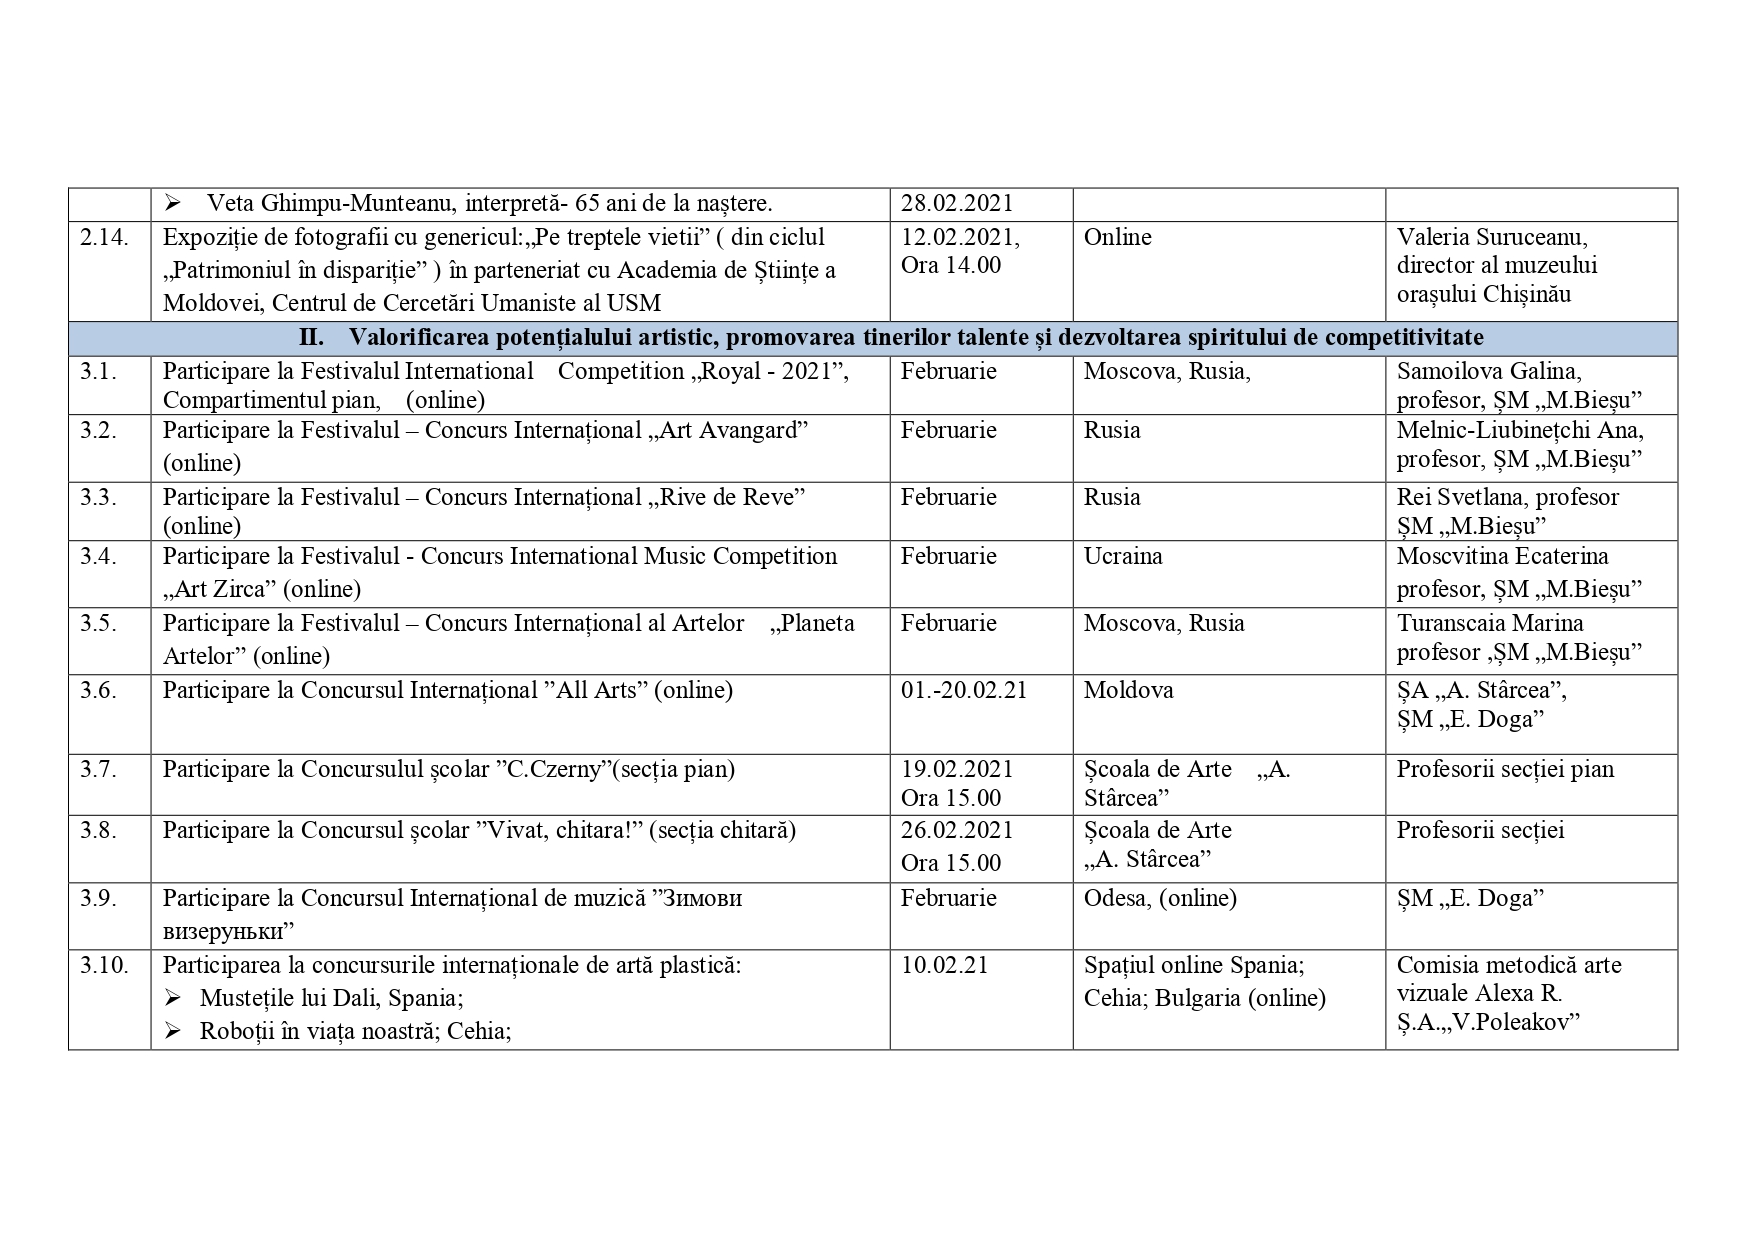 ➢ Veta Ghimpu-Munteanu, interpretă- 65 ani de la naștere. 28.02.2021
2.14. Expoziție de fotografii cu genericul:„Pe treptele vietii” ( din ciclul 12.02.2021, Online Valeria Suruceanu,
„Patrimoniul în dispariție” ) în parteneriat cu Academia de Științe a Ora 14.00 director al muzeului
Moldovei, Centrul de Cercetări Umaniste al USM orașului Chișinău
II. Valorificarea potențialului artistic, promovarea tinerilor talente și dezvoltarea spiritului de competitivitate
3.1. Participare la Festivalul International Competition „Royal - 2021”, Februarie Moscova, Rusia, Samoilova Galina,
Compartimentul pian, (online) profesor, ȘM „M.Bieșu”
3.2. Participare la Festivalul – Concurs Internațional „Art Avangard” Februarie Rusia Melnic-Liubinețchi Ana,
(online) profesor, ȘM „M.Bieșu”
3.3. Participare la Festivalul – Concurs Internațional „Rive de Reve” Februarie Rusia Rei Svetlana, profesor
(online) ȘM „M.Bieșu”
3.4. Participare la Festivalul - Concurs International Music Competition Februarie Ucraina Moscvitina Ecaterina
„Art Zirca” (online) profesor, ȘM „M.Bieșu”
3.5. Participare la Festivalul – Concurs Internațional al Artelor „Planeta Februarie Moscova, Rusia Turanscaia Marina
Artelor” (online) profesor ,ȘM „M.Bieșu”
3.6. Participare la Concursul Internațional ”All Arts” (online) 01.-20.02.21 Moldova ȘA „A. Stârcea”,
ȘM „E. Doga”
3.7. Participare la Concursulul școlar ”C.Czerny”(secția pian) 19.02.2021 Școala de Arte „A. Profesorii secției pian
Ora 15.00 Stârcea”
3.8. Participare la Concursul școlar ”Vivat, chitara!” (secția chitară) 26.02.2021 Școala de Arte Profesorii secției
Ora 15.00 „A. Stârcea”
3.9. Participare la Concursul Internațional de muzică ”Зимови Februarie Odesa, (online) ȘM „E. Doga”
визеруньки”
3.10. Participarea la concursurile internaționale de artă plastică: 10.02.21 Spațiul online Spania; Comisia metodică arte
➢ Mustețile lui Dali, Spania; Cehia; Bulgaria (online) vizuale Alexa R.
➢ Roboții în viața noastră; Cehia; Ș.A.„V.Poleakov”